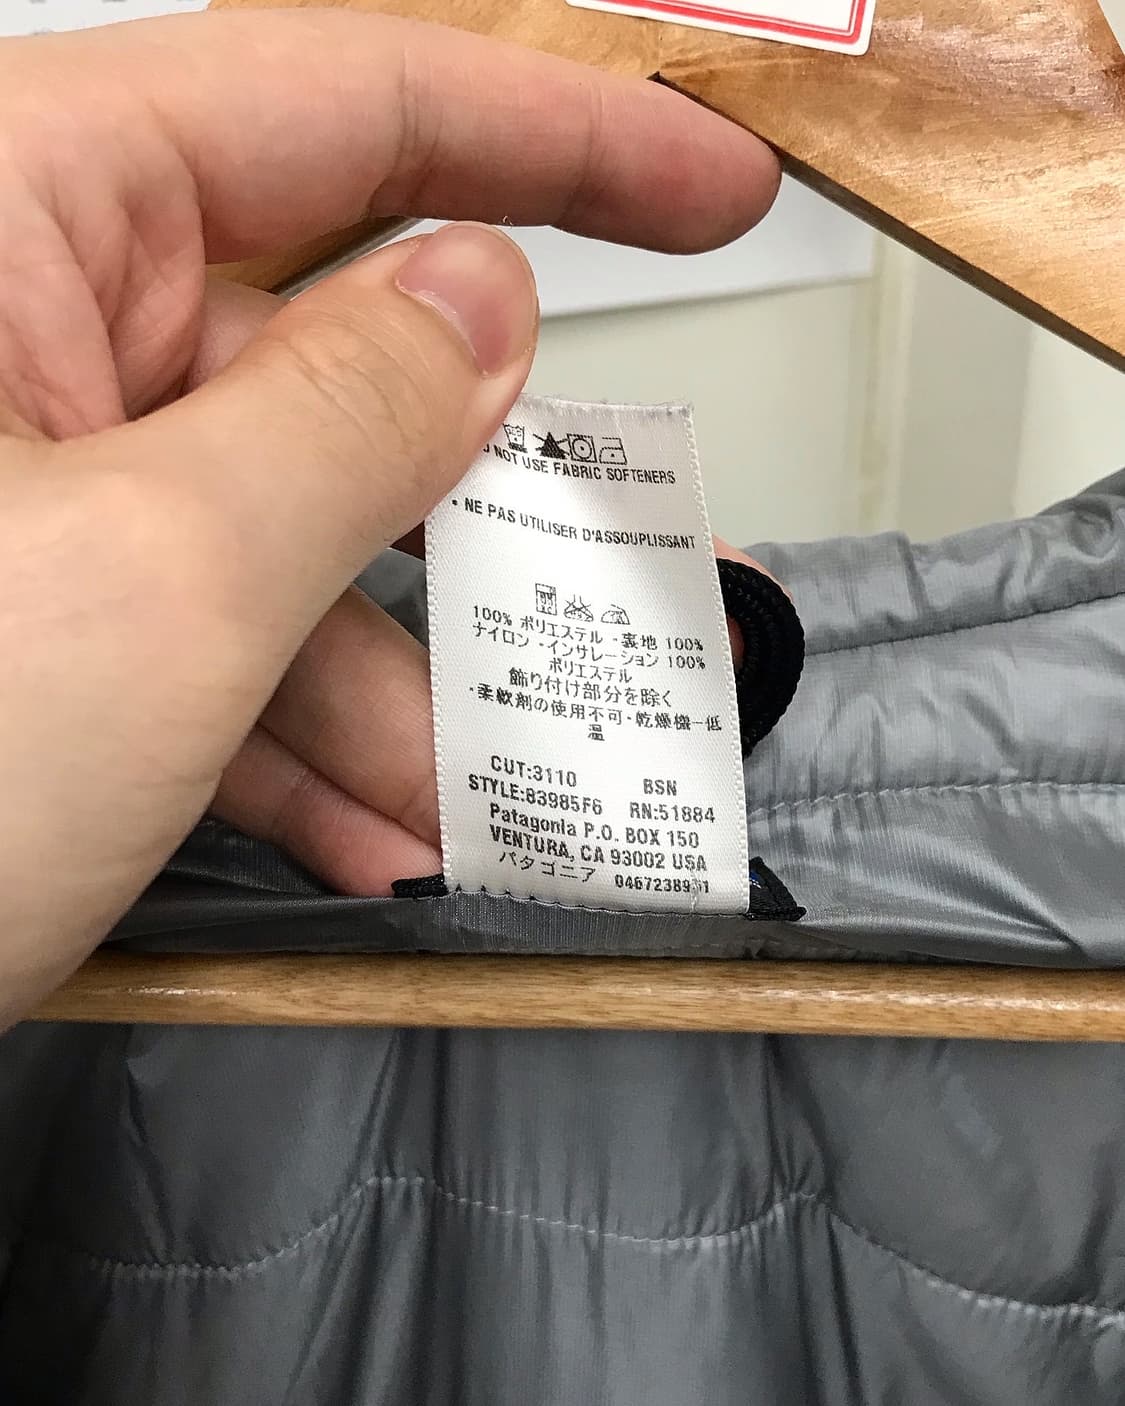 NOT USE FABRIC SOFTENERS
• NE PAS UTILISER D'ASSOUPLISSANT
100% ポリエステル・裏地 100%
ナイロン・インサレーション 100%
ポリエステル
飾り付け部分を除く
・柔軟剤の使用不可・乾燥機-低
温
CUT:3110 BSN
STYLE:83985F6 RN:51884
Patagonia P.O. BOX 150
VENTURA, CA 93002 USA
パタゴニア